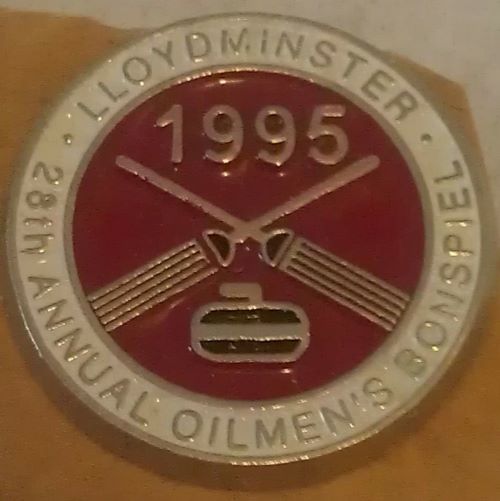 · LLOYDMINSTER ·
1995
28th ANNUAL OILMEN'S BONSPIEL